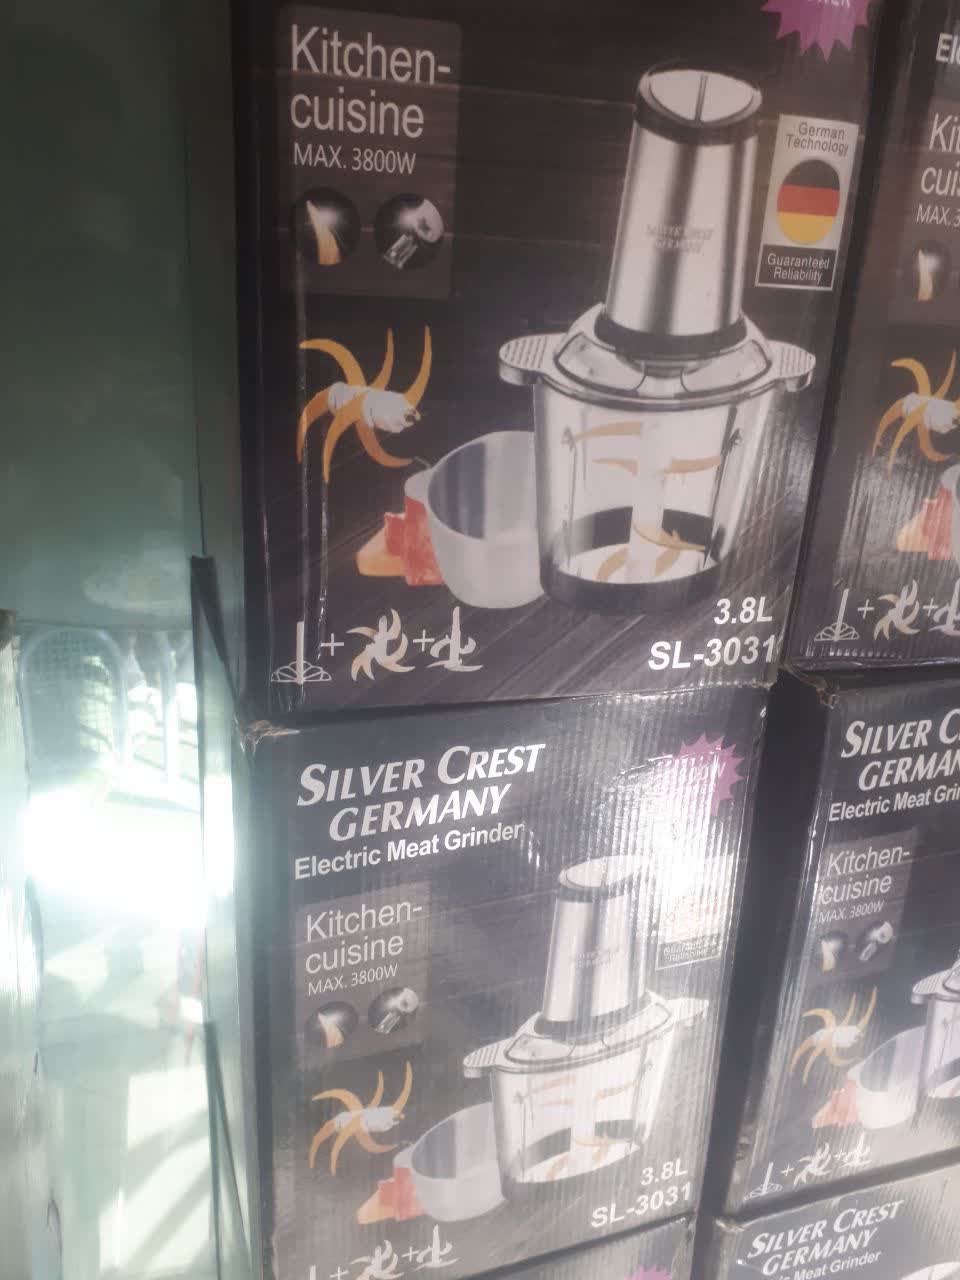 Kitchen-
cuisine
MAX. 3800W
German
Technology
Guaranteed
Reliability
3.8L
SL-3031
SILVER CREST
GERMANY
Electric Meat Grinder
Kitchen-
cuisine
MAX. 3800W
3.8L
SL-3031
SILVER C
GERMAN
Electric Meat Grin
Kitchen-
cuisine
MAX. 3800W
SILVER CREST
GERMANY
Meat Grinder